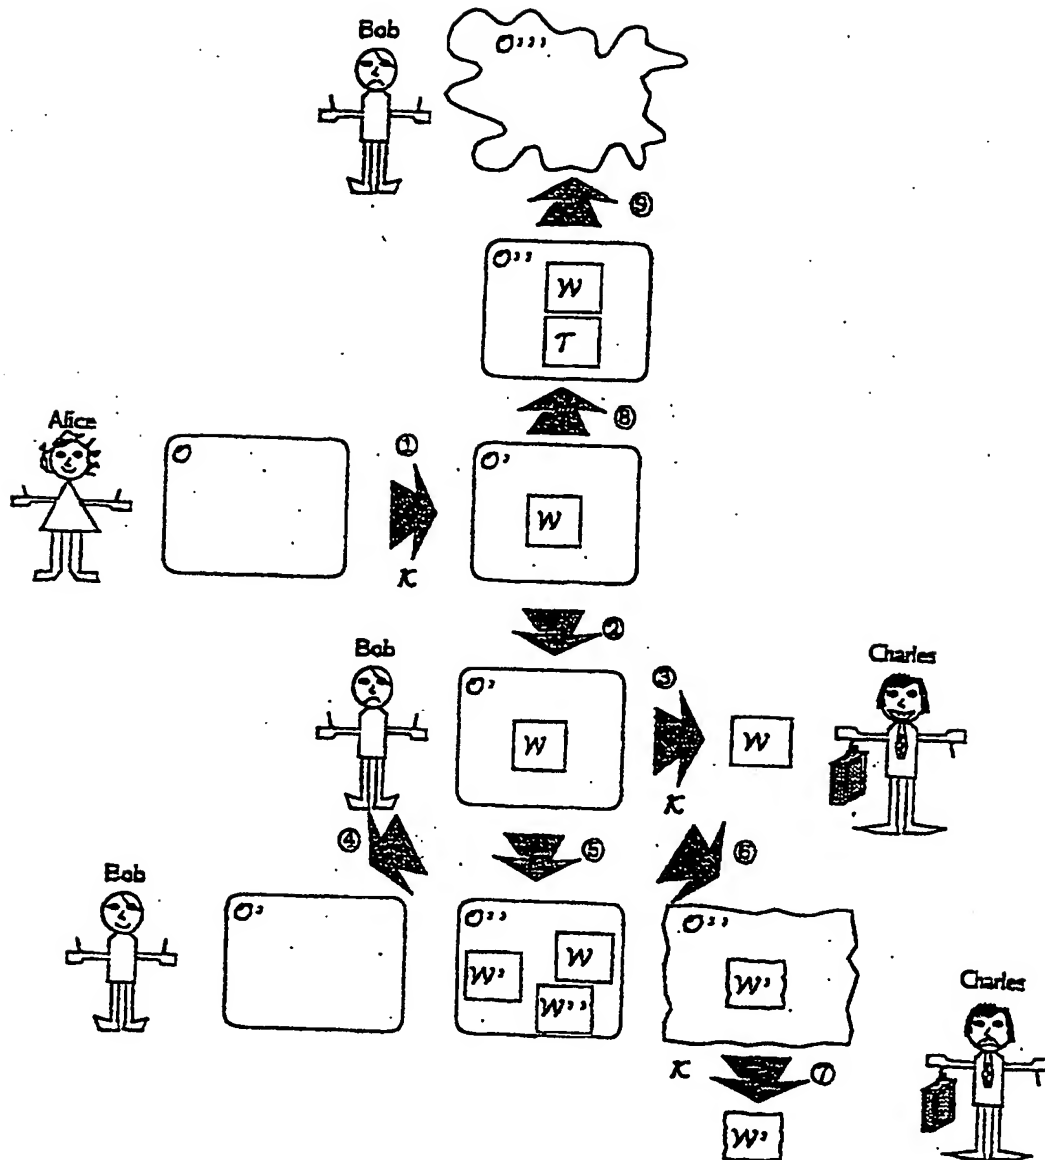 Bob
O'''
⑨
O''
W
T
⑧
Alice
O
①
K
O'
W
②
Bob
O'
W
③
K
W
Charles
④
⑤
⑥
Bob
O'
O''
W'
W
W''
O''
W'
Charles
K
⑦
W'